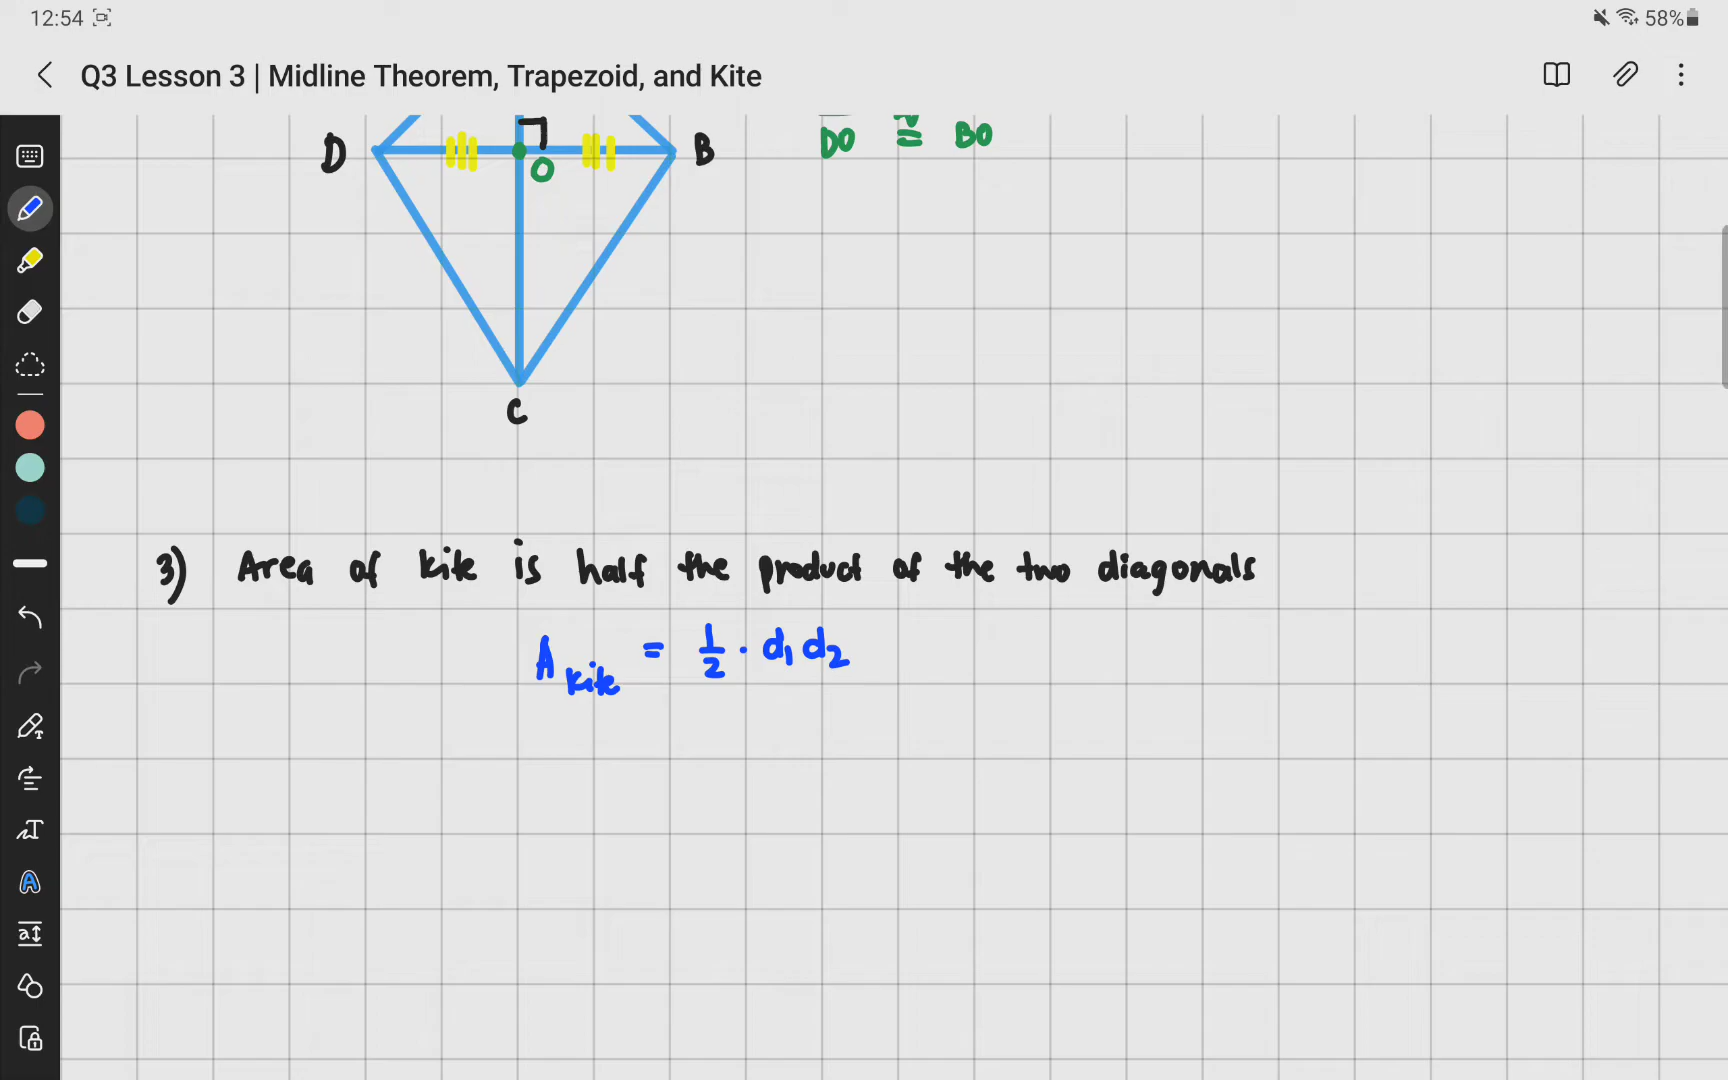 12:54
58%
Q3 Lesson 3 | Midline Theorem, Trapezoid, and Kite
D
B
O
DO ≅ BO
C
3) Area of kite is half the product of the two diagonals
A kite = 1/2 · d₁ d₂